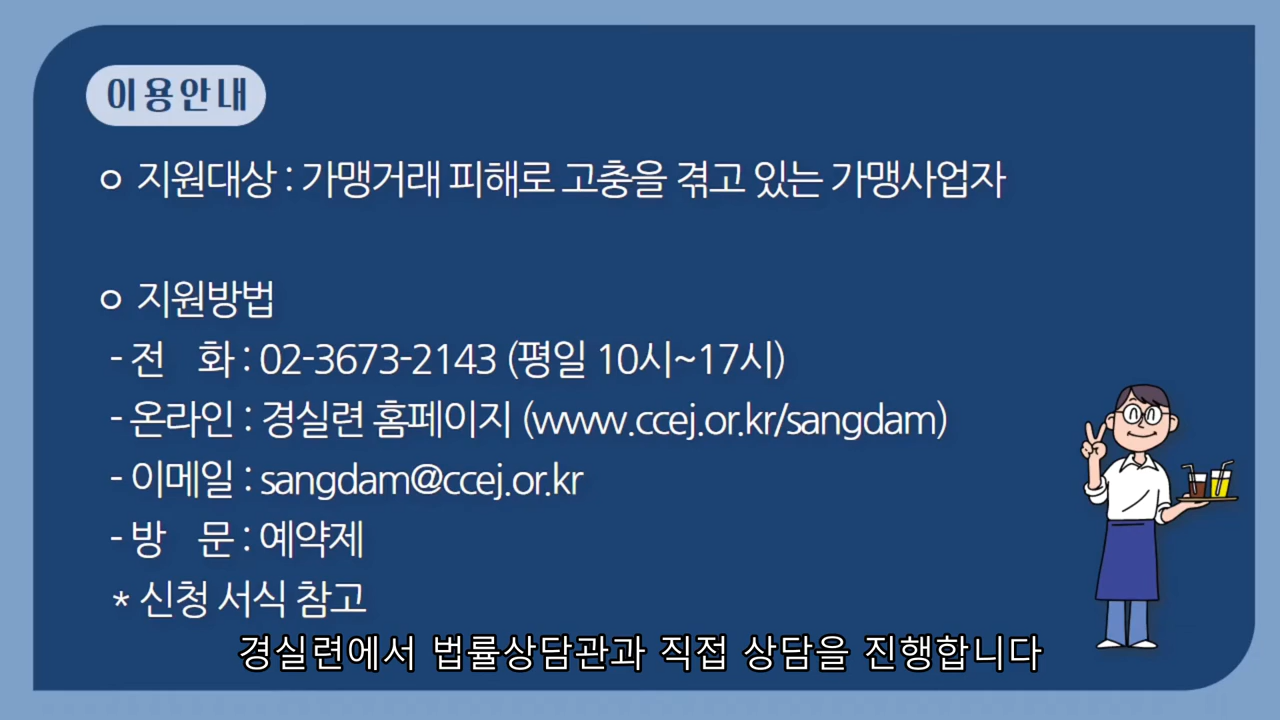 이용안내
ㅇ 지원대상 : 가맹거래 피해로 고충을 겪고 있는 가맹사업자
ㅇ 지원방법
- 전 화 : 02-3673-2143 (평일 10시~17시)
- 온라인 : 경실련 홈페이지 (www.ccej.or.kr/sangdam)
- 이메일 : sangdam@ccej.or.kr
- 방 문 : 예약제
* 신청 서식 참고
경실련에서 법률상담관과 직접 상담을 진행합니다